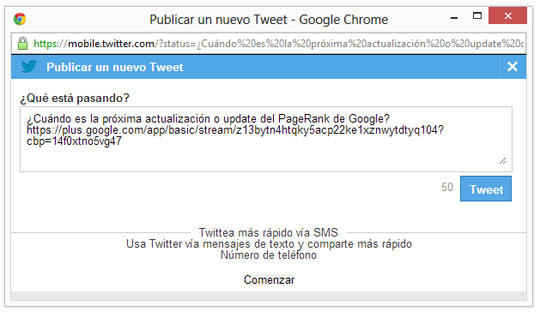 Publicar un nuevo Tweet - Google Chrome
https://mobile.twitter.com/?status=¿Cuándo%20es%20la%20próxima%20actualización%20o%20update%20c
Publicar un nuevo Tweet
¿Qué está pasando?
¿Cuándo es la próxima actualización o update del PageRank de Google?
https://plus.google.com/app/basic/stream/z13bytn4htqky5acp22ke1xznwytdtyq104?
cbp=14f0xtno5vg47
50 Tweet
Twittea más rápido vía SMS
Usa Twitter vía mensajes de texto y comparte más rápido
Número de teléfono
Comenzar